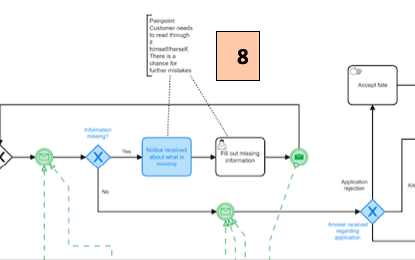 Painpoint:
Customer needs
to read through
it
himself/herself.
There is a
chance for
further mistakes
8
Accept fate
Information
missing?
Yes
Notice received
about what is
missing
Fill out missing
information
No
Application
rejection
Answer received
regarding
application